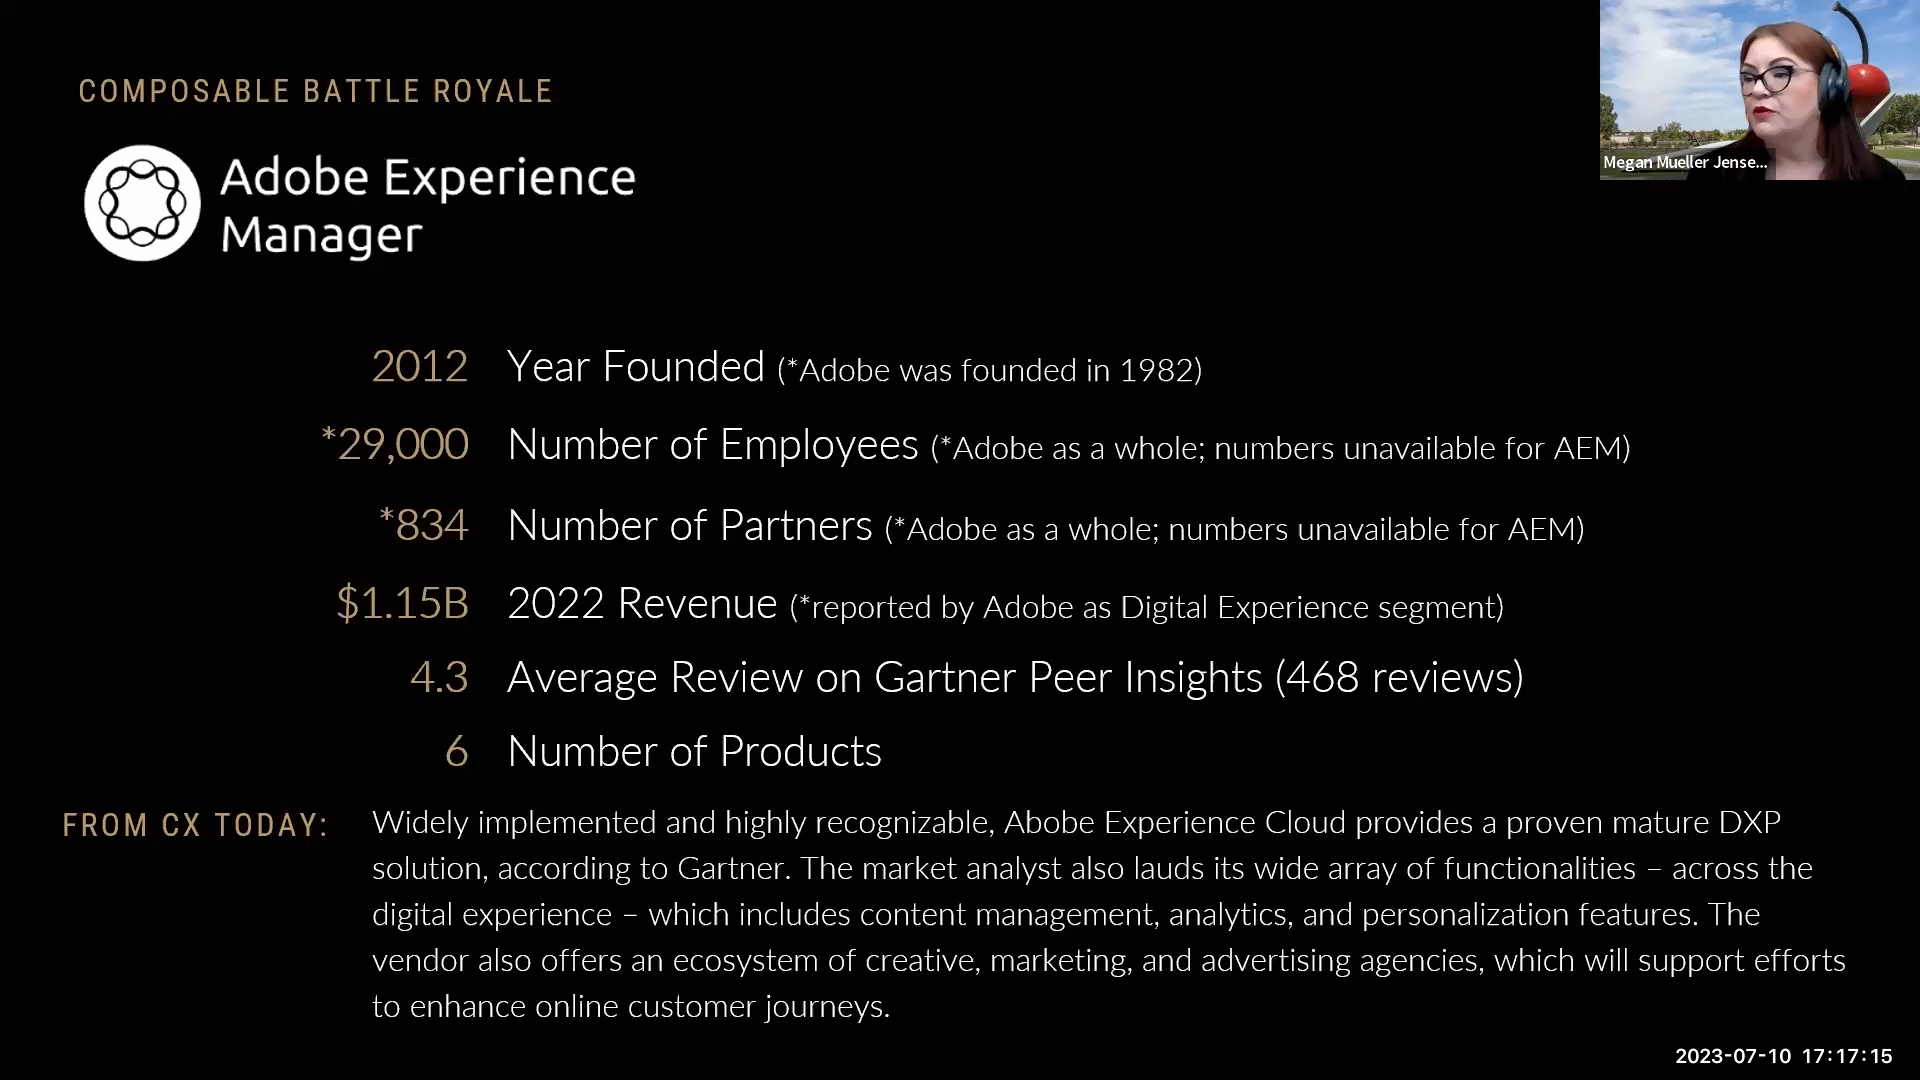 COMPOSABLE BATTLE ROYALE
Megan Mueller Jense...
Adobe Experience
Manager
2012 Year Founded (*Adobe was founded in 1982)
*29,000 Number of Employees (*Adobe as a whole; numbers unavailable for AEM)
*834 Number of Partners (*Adobe as a whole; numbers unavailable for AEM)
$1.15B 2022 Revenue (*reported by Adobe as Digital Experience segment)
4.3 Average Review on Gartner Peer Insights (468 reviews)
6 Number of Products
FROM CX TODAY: Widely implemented and highly recognizable, Abobe Experience Cloud provides a proven mature DXP
solution, according to Gartner. The market analyst also lauds its wide array of functionalities – across the
digital experience – which includes content management, analytics, and personalization features. The
vendor also offers an ecosystem of creative, marketing, and advertising agencies, which will support efforts
to enhance online customer journeys.
2023-07-10 17:17:15